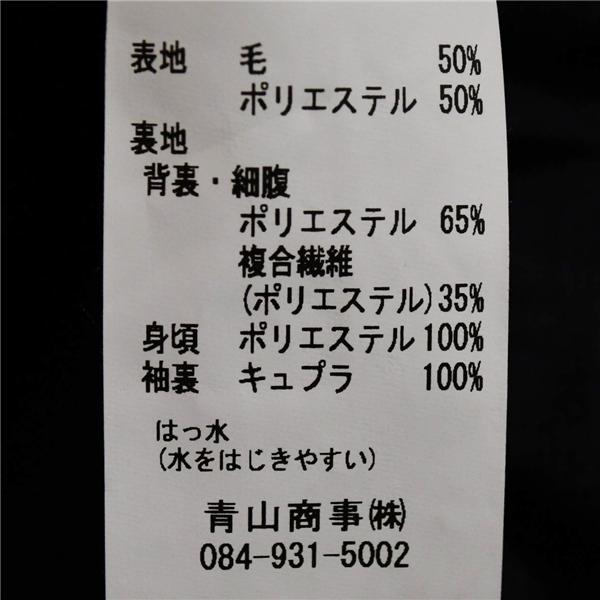 表地 毛 50%
ポリエステル 50%
裏地
背裏・細腹
ポリエステル 65%
複合繊維
(ポリエステル)35%
身頃 ポリエステル100%
袖裏 キュプラ 100%
はっ水
(水をはじきやすい)
青山商事㈱
084-931-5002